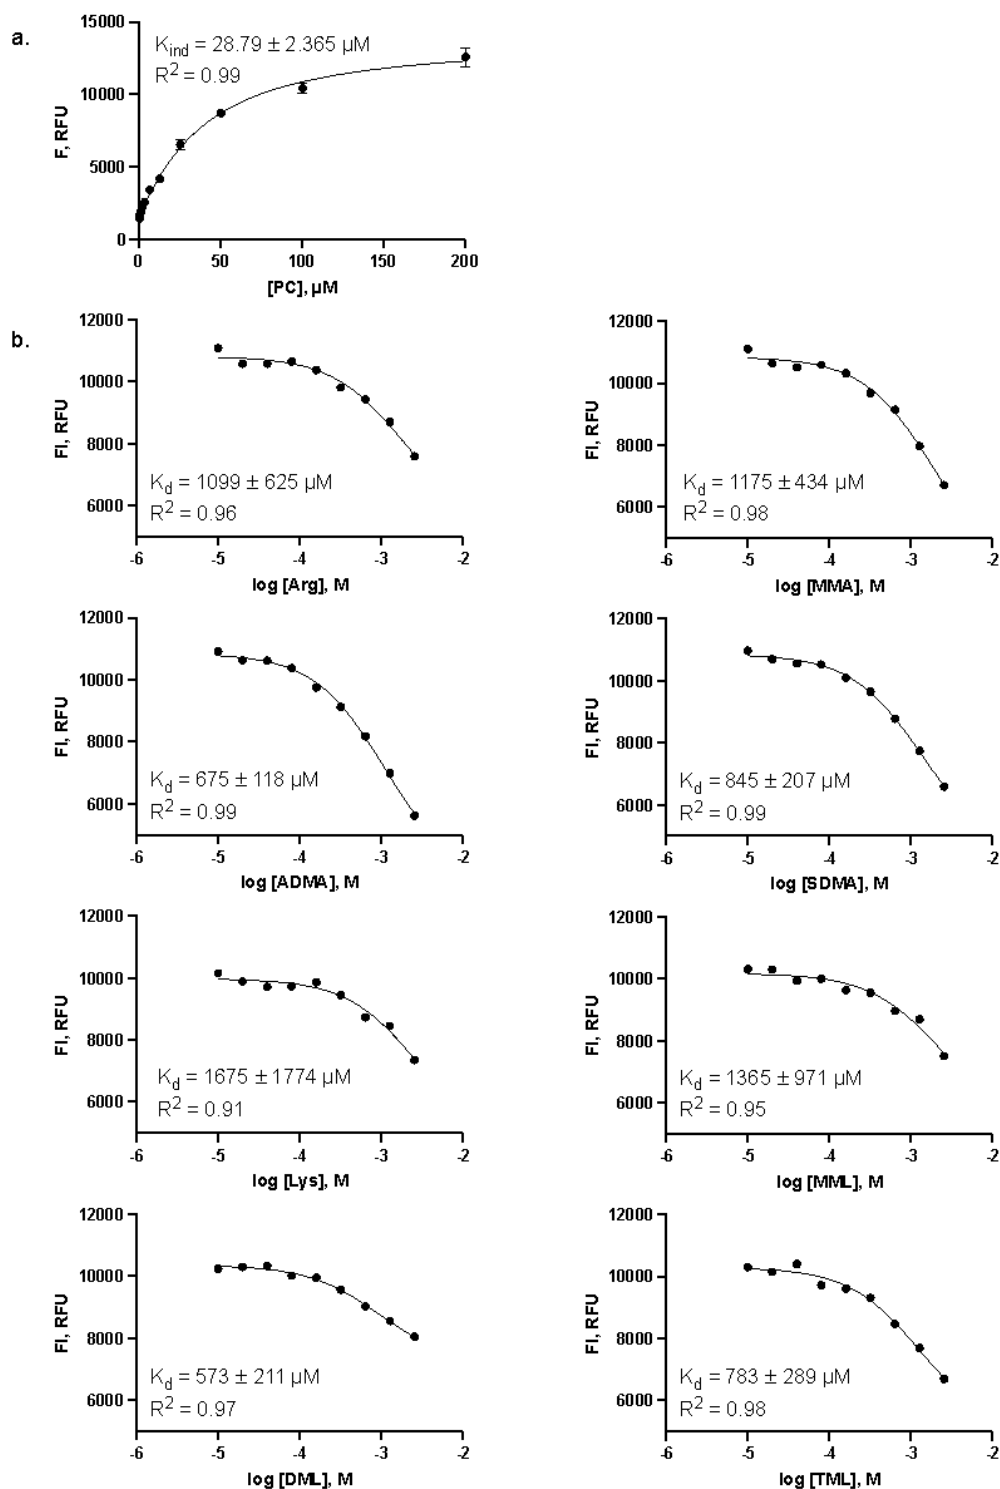 a.
15000
10000
5000
0
F, RFU
K_ind = 28.79 ± 2.365 µM
R² = 0.99
0 50 100 150 200
[PC], µM
b.
12000
10000
8000
6000
FI, RFU
K_d = 1099 ± 625 µM
R² = 0.96
-6 -5 -4 -3 -2
log [Arg], M
12000
10000
8000
6000
FI, RFU
K_d = 1175 ± 434 µM
R² = 0.98
-6 -5 -4 -3 -2
log [MMA], M
12000
10000
8000
6000
FI, RFU
K_d = 675 ± 118 µM
R² = 0.99
-6 -5 -4 -3 -2
log [ADMA], M
12000
10000
8000
6000
FI, RFU
K_d = 845 ± 207 µM
R² = 0.99
-6 -5 -4 -3 -2
log [SDMA], M
12000
10000
8000
6000
FI, RFU
K_d = 1675 ± 1774 µM
R² = 0.91
-6 -5 -4 -3 -2
log [Lys], M
12000
10000
8000
6000
FI, RFU
K_d = 1365 ± 971 µM
R² = 0.95
-6 -5 -4 -3 -2
log [MML], M
12000
10000
8000
6000
FI, RFU
K_d = 573 ± 211 µM
R² = 0.97
-6 -5 -4 -3 -2
log [DML], M
12000
10000
8000
6000
FI, RFU
K_d = 783 ± 289 µM
R² = 0.98
-6 -5 -4 -3 -2
log [TML], M